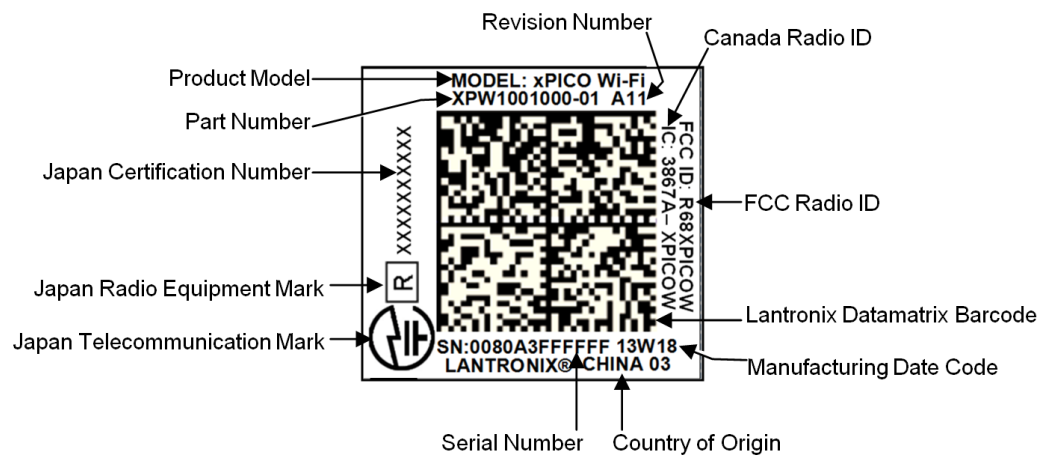 Revision Number
Canada Radio ID
Product Model
MODEL: xPICO Wi-Fi
XPW1001000-01 A11
Part Number
Japan Certification Number
XXXXXXXXXX
FCC ID: R68XPICOW
IC: 3867A- XPICOW
FCC Radio ID
Japan Radio Equipment Mark
R
Lantronix Datamatrix Barcode
Japan Telecommunication Mark
SN:0080A3FFFFFF 13W18
LANTRONIX® CHINA 03
Manufacturing Date Code
Serial Number
Country of Origin